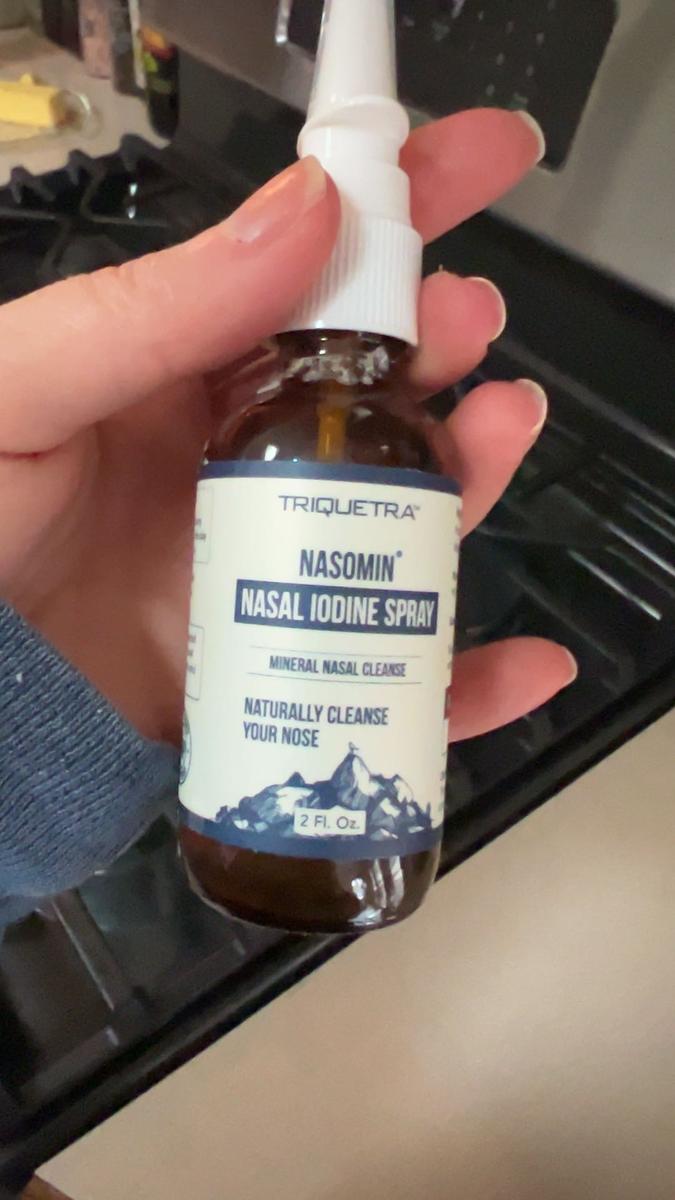 TRIQUETRA™
NASOMIN®
NASAL IODINE SPRAY
MINERAL NASAL CLEANSE
NATURALLY CLEANSE
YOUR NOSE
2 Fl. Oz.